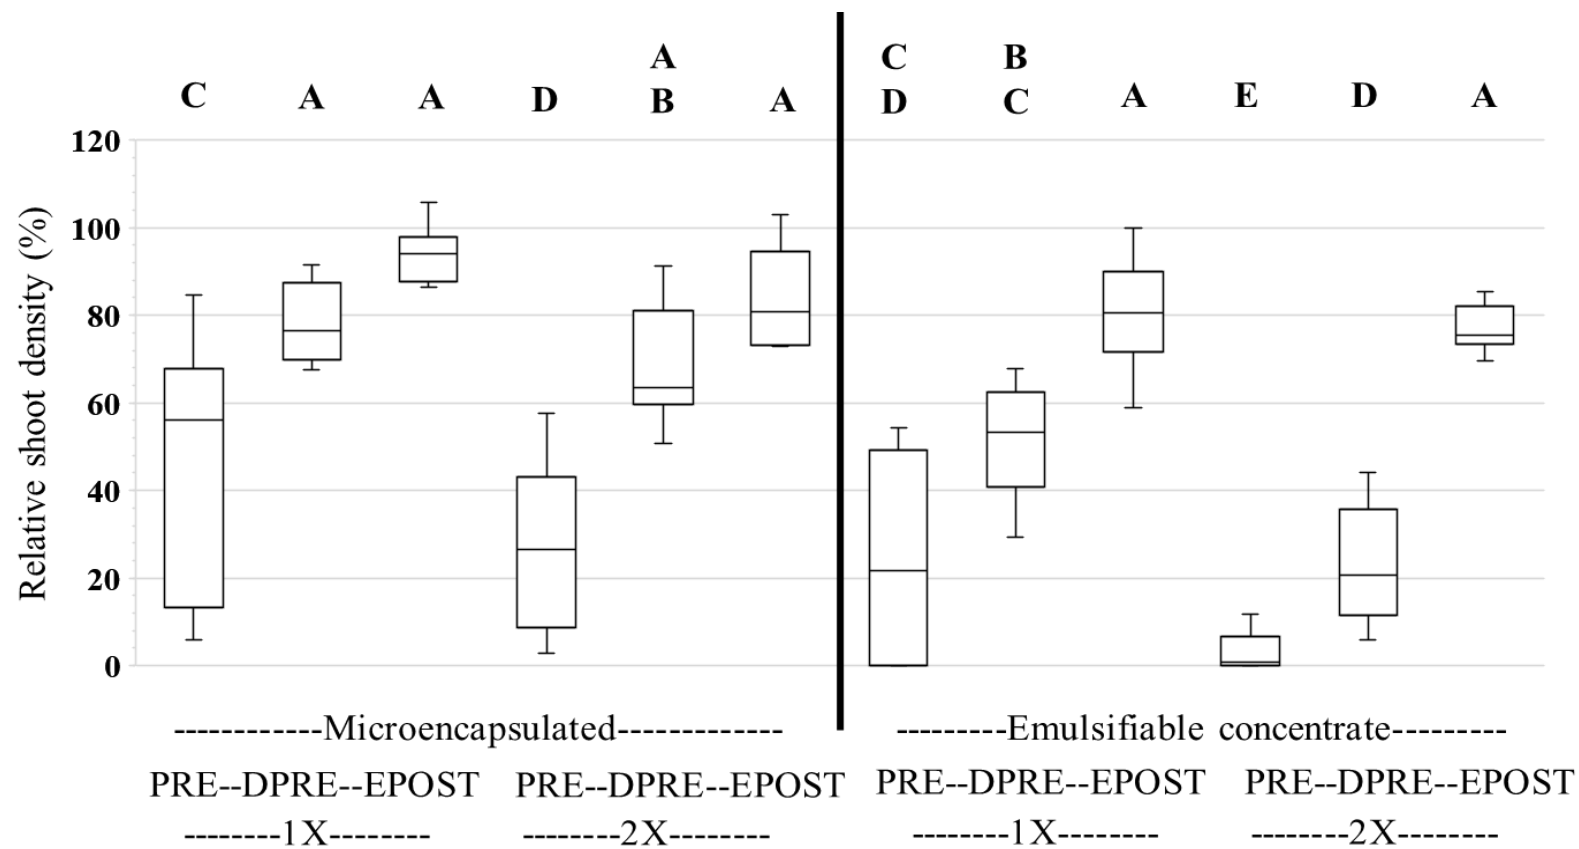 A C B
C A A D B A D C A E D A
120
100
80
60
40
20
0
Relative shoot density (%)
------------Microencapsulated------------- ---------Emulsifiable concentrate---------
PRE--DPRE--EPOST PRE--DPRE--EPOST PRE--DPRE--EPOST PRE--DPRE--EPOST
--------1X-------- --------2X-------- --------1X-------- --------2X--------